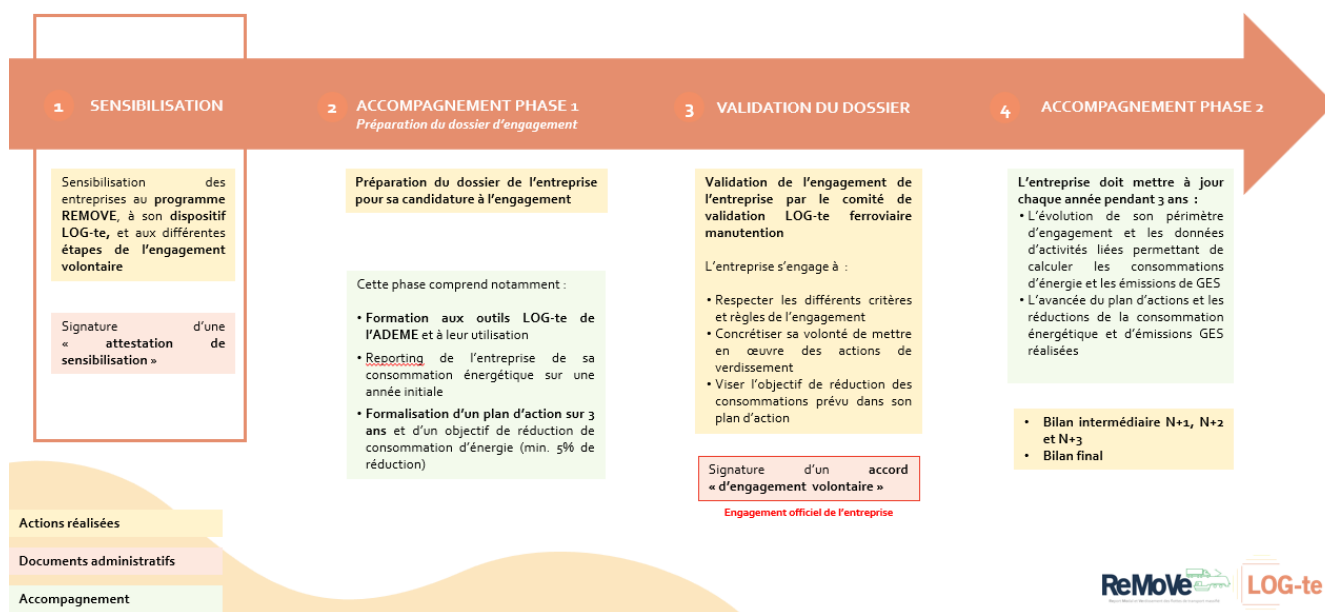 1 SENSIBILISATION
Sensibilisation des
entreprises au programme
REMOVE, à son dispositif
LOG-te, et aux différentes
étapes de l'engagement
volontaire
Signature d'une
« attestation de
sensibilisation »
2 ACCOMPAGNEMENT PHASE 1
Préparation du dossier d'engagement
Préparation du dossier de l'entreprise
pour sa candidature à l'engagement
Cette phase comprend notamment :
• Formation aux outils LOG-te de
l'ADEME et à leur utilisation
• Reporting de l'entreprise de sa
consommation énergétique sur une
année initiale
• Formalisation d'un plan d'action sur 3
ans et d'un objectif de réduction de
consommation d'énergie (min. 5% de
réduction)
3 VALIDATION DU DOSSIER
Validation de l'engagement de
l'entreprise par le comité de
validation LOG-te ferroviaire
manutention
L'entreprise s'engage à :
• Respecter les différents critères
et règles de l'engagement
• Concrétiser sa volonté de mettre
en œuvre des actions de
verdissement
• Viser l'objectif de réduction des
consommations prévu dans son
plan d'action
Signature d'un accord
« d'engagement volontaire »
Engagement officiel de l'entreprise
4 ACCOMPAGNEMENT PHASE 2
L'entreprise doit mettre à jour
chaque année pendant 3 ans :
• L'évolution de son périmètre
d'engagement et les données
d'activités liées permettant de
calculer les consommations
d'énergie et les émissions de GES
• L'avancée du plan d'actions et les
réductions de la consommation
énergétique et d'émissions GES
réalisées
• Bilan intermédiaire N+1, N+2
et N+3
• Bilan final
Actions réalisées
Documents administratifs
Accompagnement
ReMoVe
LOG-te